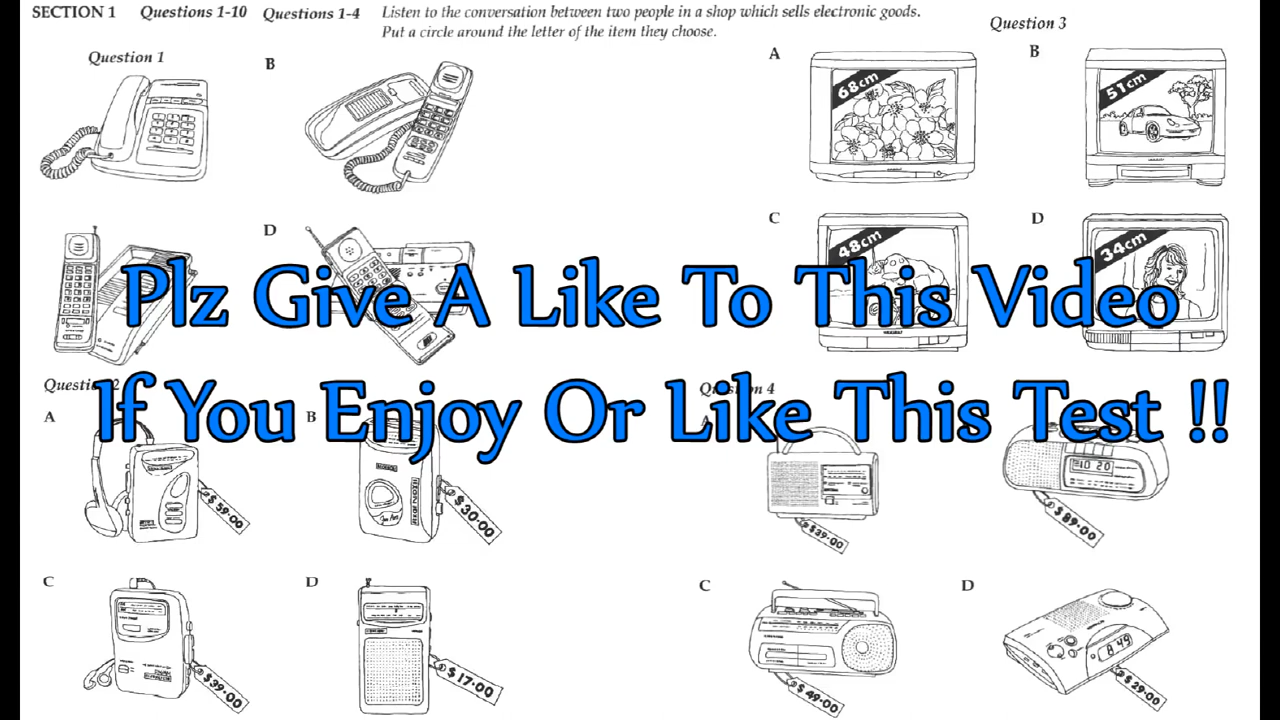 SECTION 1 Questions 1-10 Questions 1-4 Listen to the conversation between two people in a shop which sells electronic goods.
Put a circle around the letter of the item they choose.
Question 1
B
D
Question 3
A
B
68cm
51cm
C
D
48cm
34cm
Plz Give A Like To This Video
If You Enjoy Or Like This Test !!
A
B
$59.00
$30.00
C
D
$39.00
$17.00
Question 4
10 20
$39.00
$89.00
C
D
8:49
$49.00
$29.00